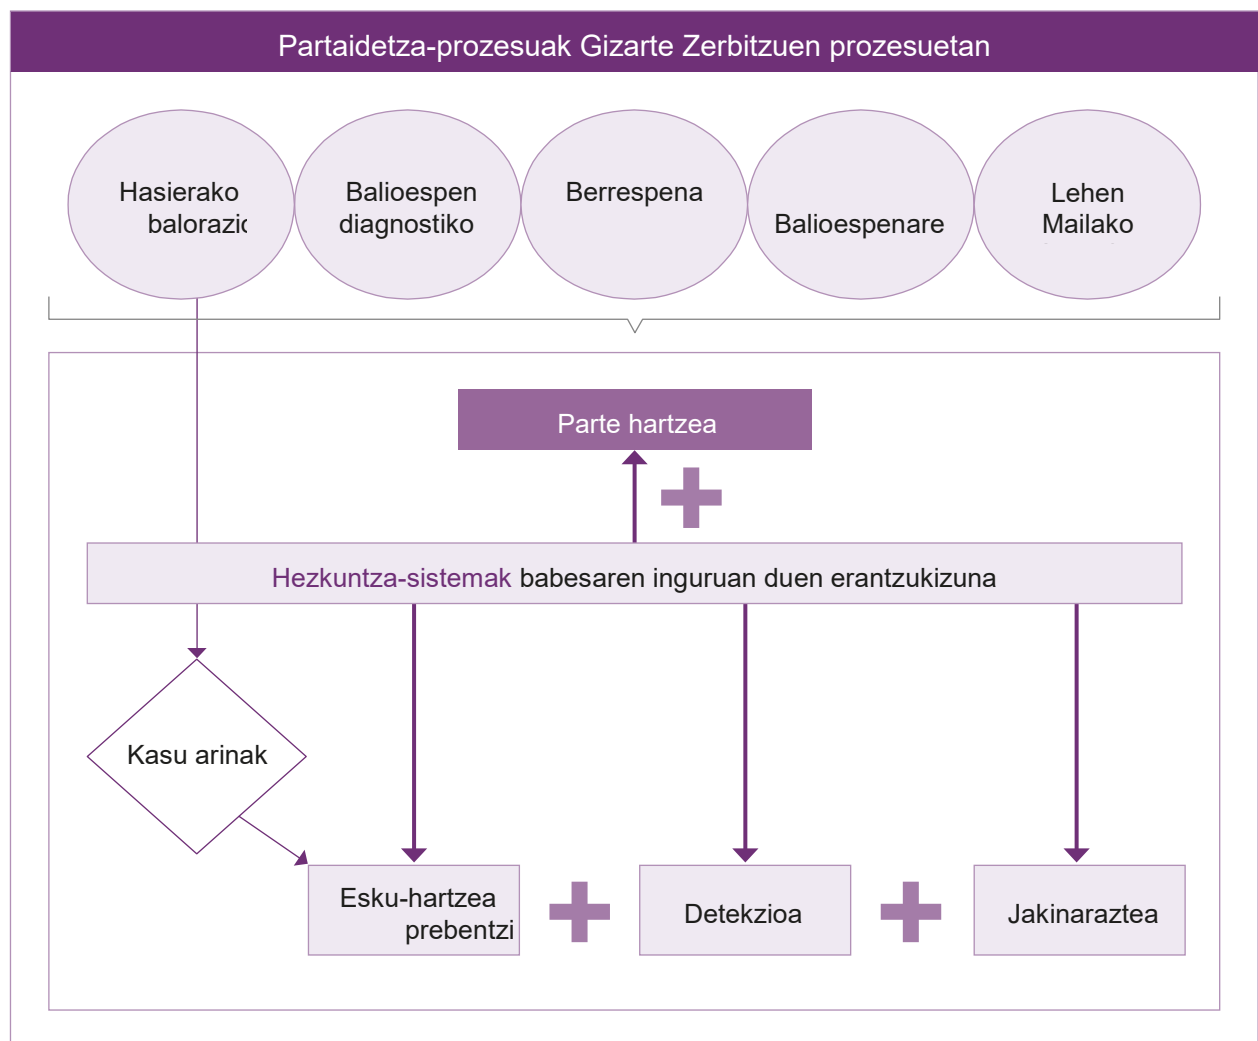 Partaidetza-prozesuak Gizarte Zerbitzuen prozesuetan
Hasierako
balorazio
Balioespen
diagnostiko
Berrespena
Balioespenare
Lehen
Mailako
Parte hartzea
Hezkuntza-sistemak babesaren inguruan duen erantzukizuna
Kasu arinak
Esku-hartzea
prebentzi
Detekzioa
Jakinaraztea